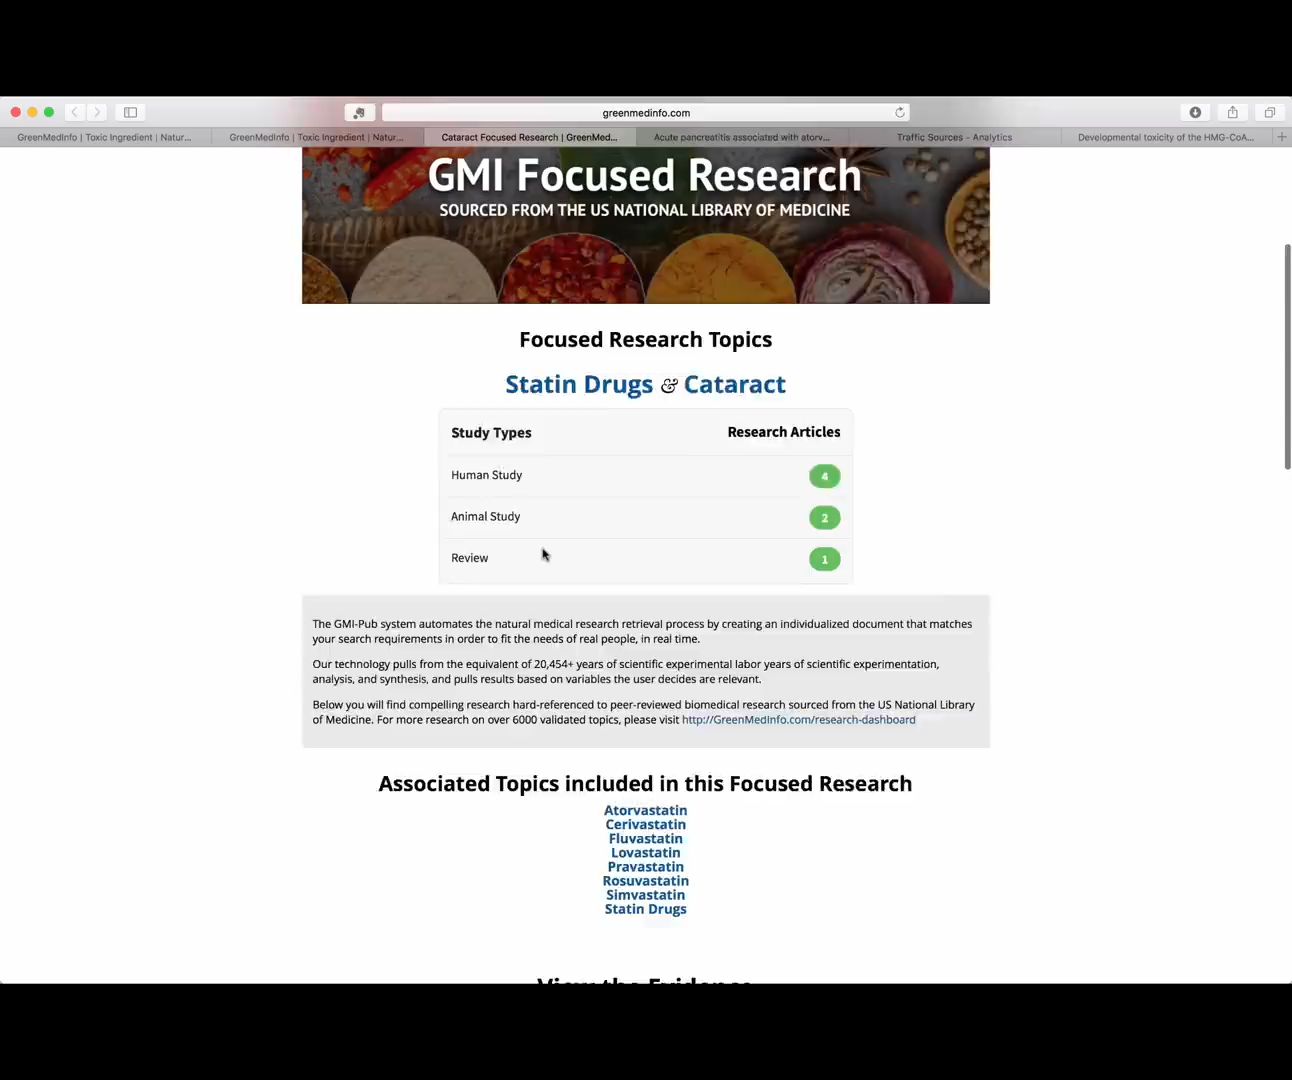 greenmedinfo.com
GreenMedInfo | Toxic Ingredient | Natur...
GreenMedInfo | Toxic Ingredient | Natur...
Cataract Focused Research | GreenMed...
Acute pancreatitis associated with atorv...
Traffic Sources - Analytics
Developmental toxicity of the HMG-CoA...
GMI Focused Research
SOURCED FROM THE US NATIONAL LIBRARY OF MEDICINE
Focused Research Topics
Statin Drugs & Cataract
Study Types Research Articles
Human Study 4
Animal Study 2
Review 1
The GMI-Pub system automates the natural medical research retrieval process by creating an individualized document that matches
your search requirements in order to fit the needs of real people, in real time.
Our technology pulls from the equivalent of 20,454+ years of scientific experimental labor years of scientific experimentation,
analysis, and synthesis, and pulls results based on variables the user decides are relevant.
Below you will find compelling research hard-referenced to peer-reviewed biomedical research sourced from the US National Library
of Medicine. For more research on over 6000 validated topics, please visit http://GreenMedInfo.com/research-dashboard
Associated Topics included in this Focused Research
Atorvastatin
Cerivastatin
Fluvastatin
Lovastatin
Pravastatin
Rosuvastatin
Simvastatin
Statin Drugs
View the Evidence